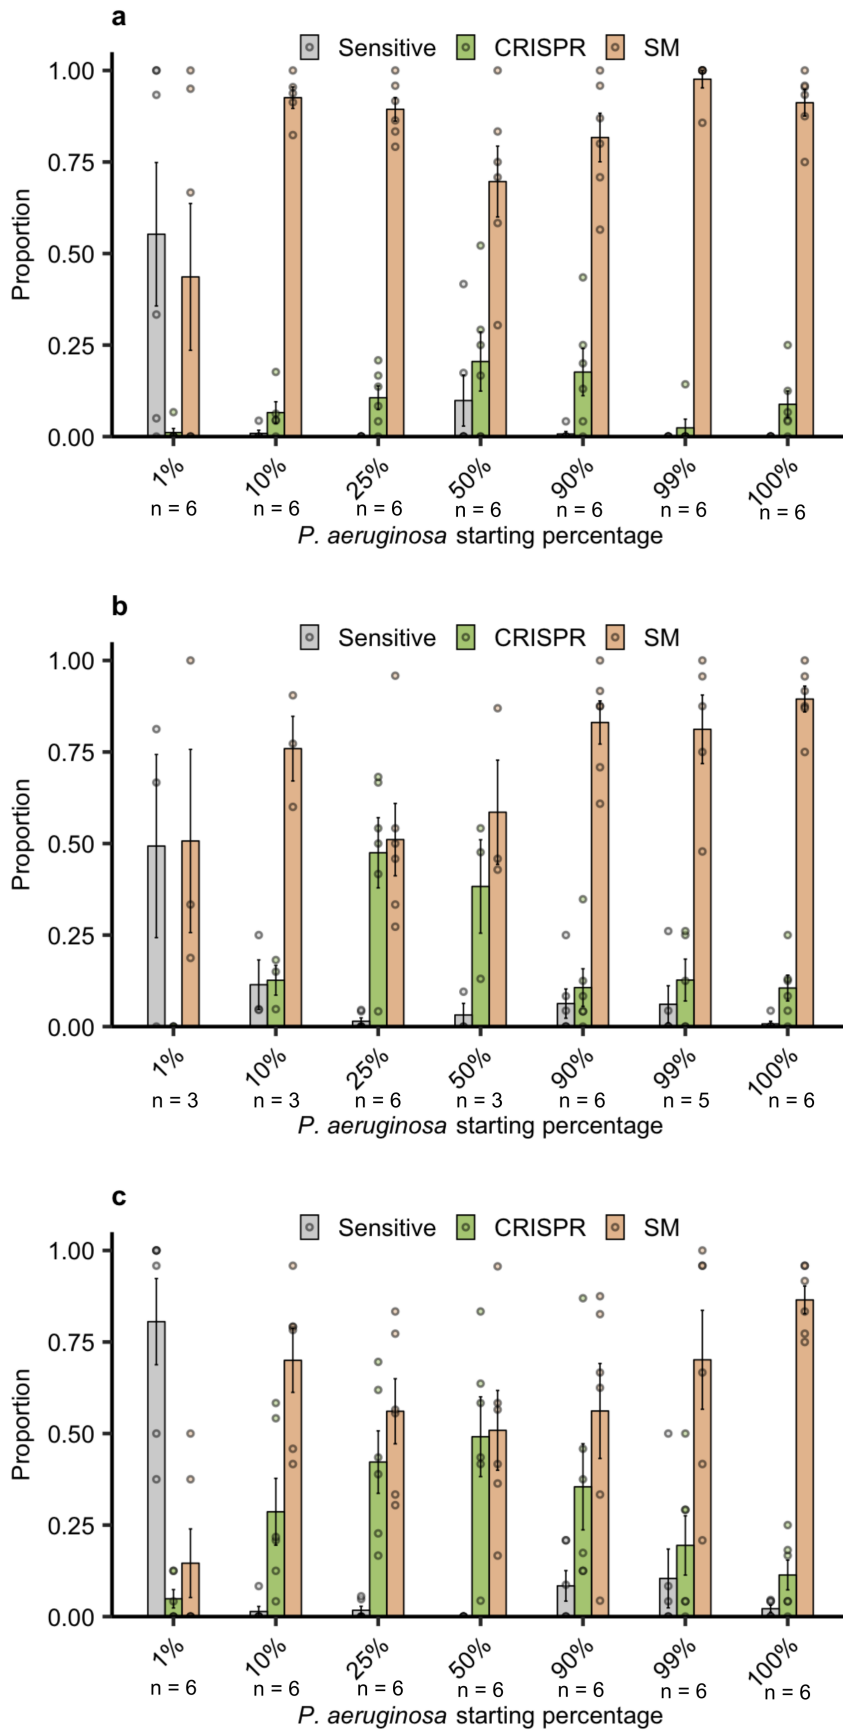 a
Sensitive CRISPR SM
1.00
0.75
0.50
0.25
0.00
Proportion
1% 10% 25% 50% 90% 99% 100%
n = 6 n = 6 n = 6 n = 6 n = 6 n = 6 n = 6
P. aeruginosa starting percentage
b
Sensitive CRISPR SM
1.00
0.75
0.50
0.25
0.00
Proportion
1% 10% 25% 50% 90% 99% 100%
n = 3 n = 3 n = 6 n = 3 n = 6 n = 5 n = 6
P. aeruginosa starting percentage
c
Sensitive CRISPR SM
1.00
0.75
0.50
0.25
0.00
Proportion
1% 10% 25% 50% 90% 99% 100%
n = 6 n = 6 n = 6 n = 6 n = 6 n = 6 n = 6
P. aeruginosa starting percentage